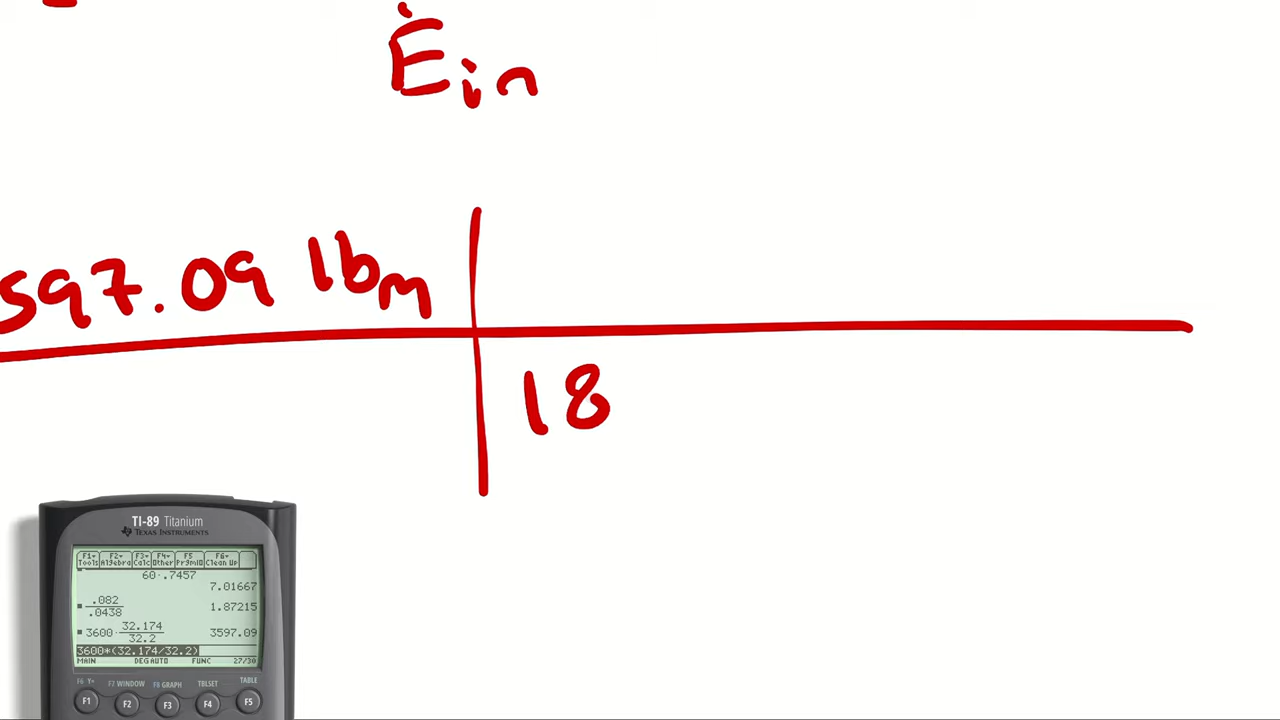 Ėin
597.09 lbm
18
TI-89 Titanium
TEXAS INSTRUMENTS
F1▾ Tools F2▾ Algebra F3▾ Calc F4▾ Other F5 PrgmIO F6▾ Clean Up
60·.7457
7.01667
.082
.0438
1.87215
3600·
32.174
32.2
3597.09
3600*(32.174/32.2)
MAIN DEG AUTO FUNC 27/30
F6 Y= F7 WINDOW F8 GRAPH TBLSET TABLE
F1 F2 F3 F4 F5